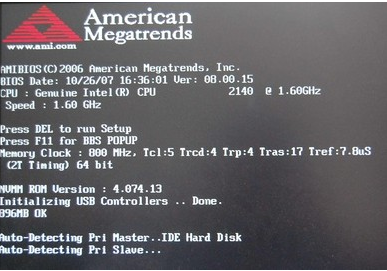 American
Megatrends
www.ami.com
AMIBIOS(C)2006 American Megatrends, Inc.
BIOS Date: 10/26/07 16:36:01 Ver: 08.00.15
CPU : Genuine Intel(R) CPU 2140 @ 1.60GHz
Speed : 1.60 GHz
Press DEL to run Setup
Press F11 for BBS POPUP
Memory Clock : 800 MHz, Tcl:5 Trcd:4 Trp:4 Tras:17 Tref:7.8uS
(2T Timing) 64 bit
NVMM ROM Version : 4.074.13
Initializing USB Controllers .. Done.
896MB OK
Auto-Detecting Pri Master..IDE Hard Disk
Auto-Detecting Pri Slave...